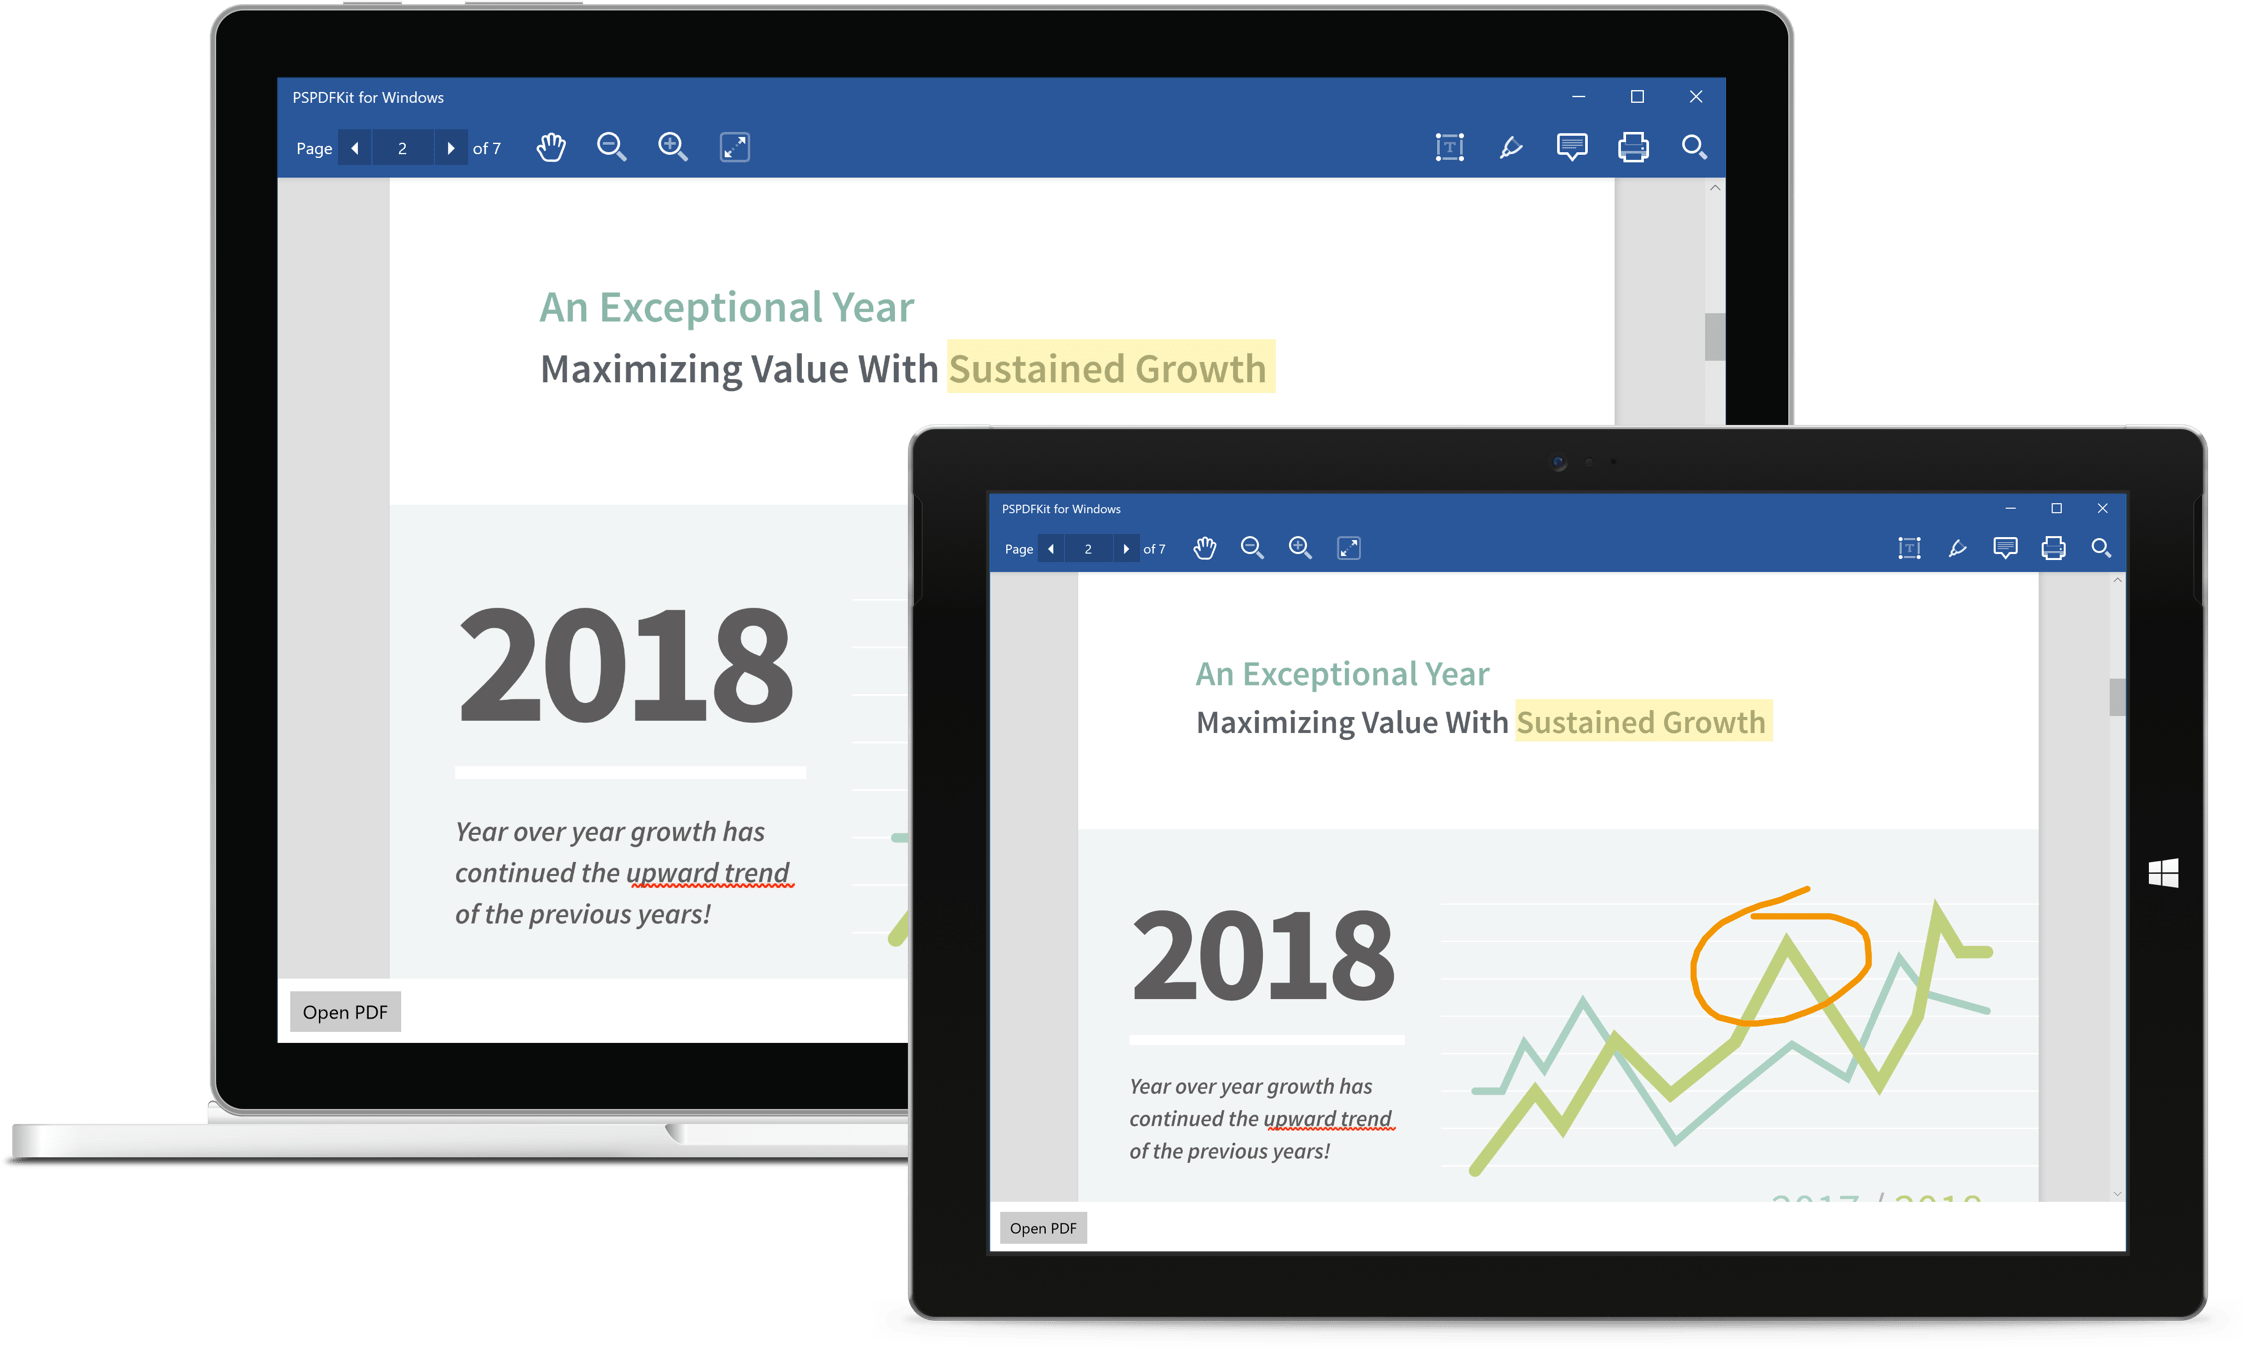 PSPDFKit for Windows
Page 2 of 7
An Exceptional Year
Maximizing Value With Sustained Growth
2018
Year over year growth has
continued the upward trend
of the previous years!
Open PDF
PSPDFKit for Windows
Page 2 of 7
An Exceptional Year
Maximizing Value With Sustained Growth
2018
Year over year growth has
continued the upward trend
of the previous years!
2017 / 2018
Open PDF